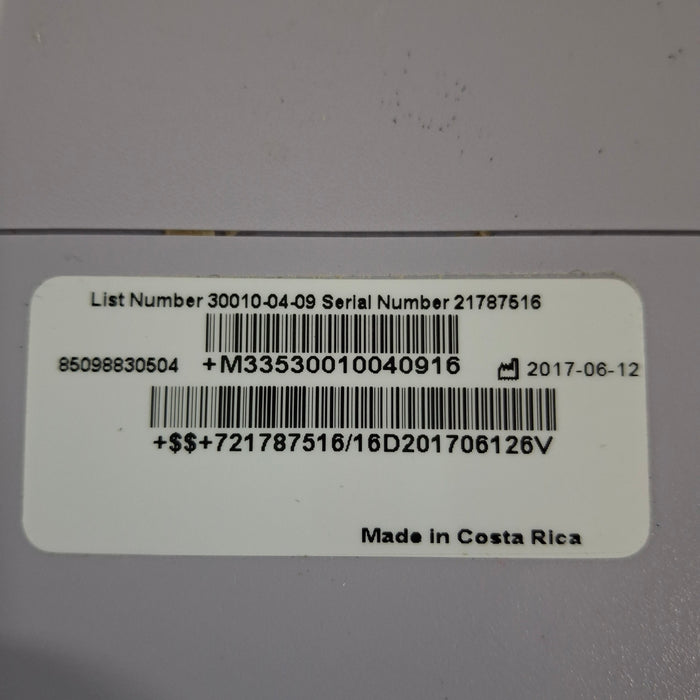 List Number 30010-04-09 Serial Number 21787516
85098830504 +M33530010040916 2017-06-12
+$$+721787516/16D201706126V
Made in Costa Rica